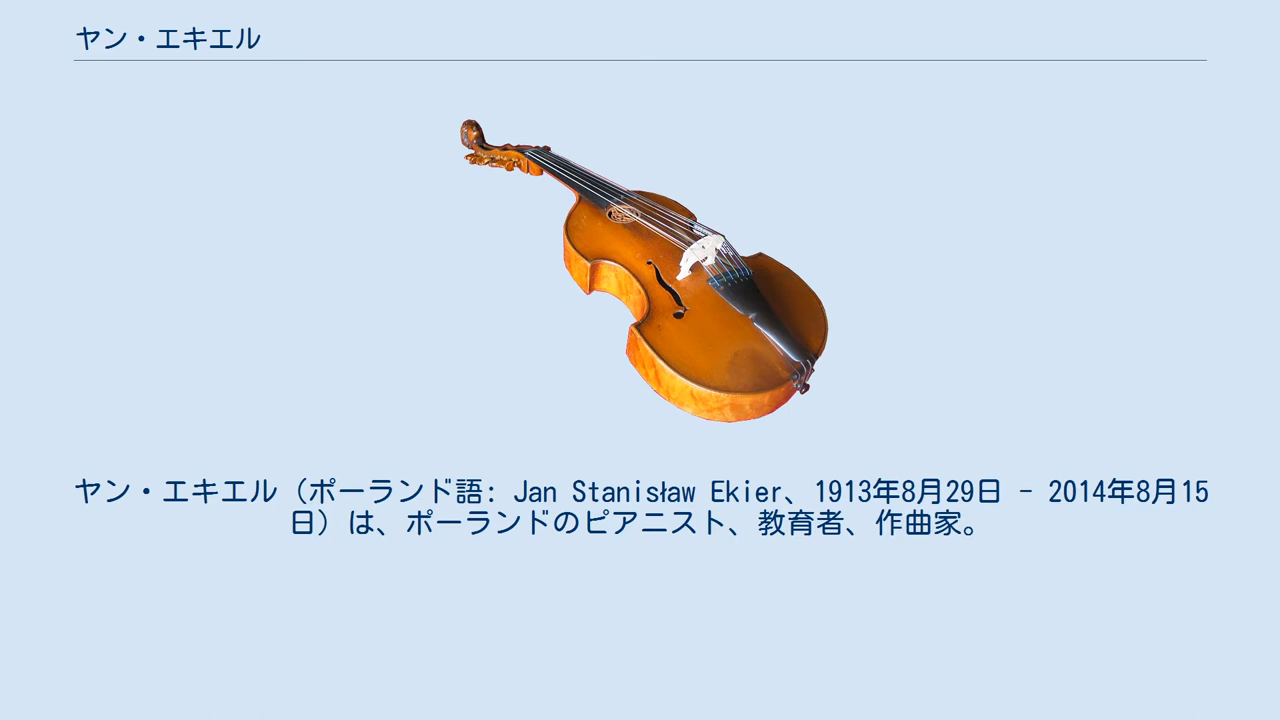 ヤン・エキエル
ヤン・エキエル（ポーランド語: Jan Stanisław Ekier、1913年8月29日 - 2014年8月15
日）は、ポーランドのピアニスト、教育者、作曲家。